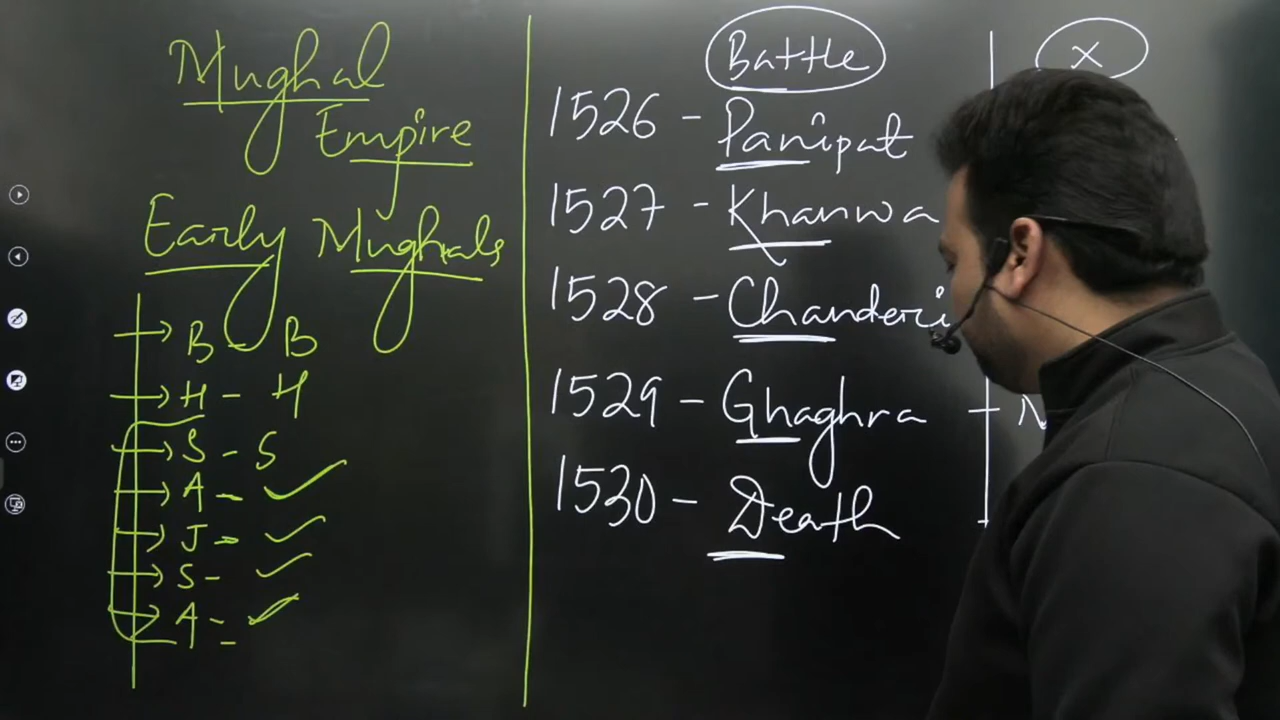 Mughal
Empire
Early Mughals
B - B
H - H
S - S
A - ✓
J - ✓
S - ✓
A - ✓
Battle
1526 - Panipat
1527 - Khanwa
1528 - Chanderi
1529 - Ghaghra
1530 - Death
X